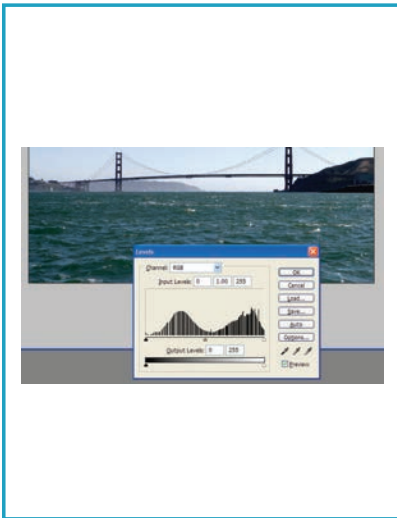 Levels
Channel: RGB
OK
Input Levels: 0 1.00 255
Cancel
Load...
Save...
Auto
Options...
Output Levels: 0 255
Preview